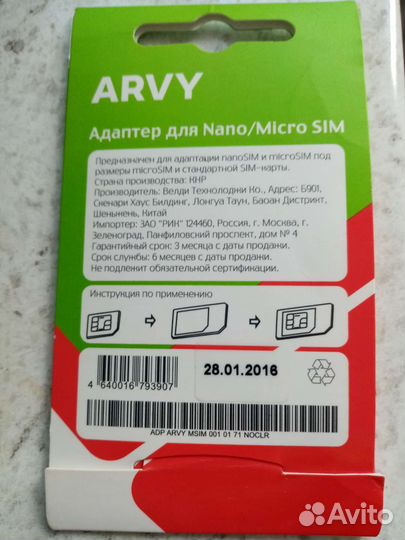 ARVY
Адаптер для Nano/Micro SIM
Предназначен для адаптации nanoSIM и microSIM под
размеры microSIM и стандартной SIM-карты.
Страна производства: КНР
Производитель: Велди Технолоджи Ко., Адрес: Б901,
Сженари Хаус Билдинг, Лонгуа Таун, Баоан Дистринт,
Шеньжень, Китай
Импортер: ЗАО "РИН" 124460, Россия, г. Москва, г.
Зеленоград, Панфиловский проспект, дом № 4
Гарантийный срок: 3 месяца с даты продажи.
Срок службы: 6 месяцев с даты продажи.
Не подлежит обязательной сертификации.
Инструкция по применению
28.01.2016
4 640016 793907
ADP ARVY MSIM 001 01 71 NOCLR
Avito